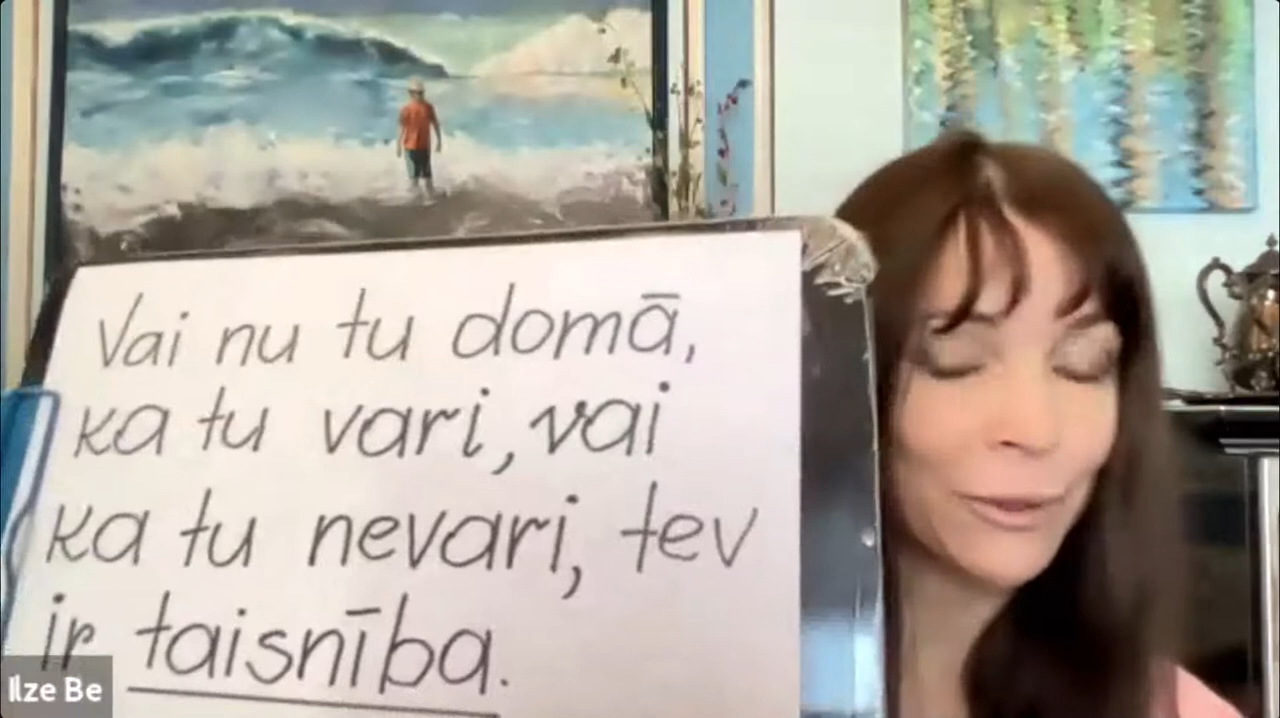 Vai nu tu domā,
ka tu vari, vai
ka tu nevari, tev
ir taisnība.
Ilze Be